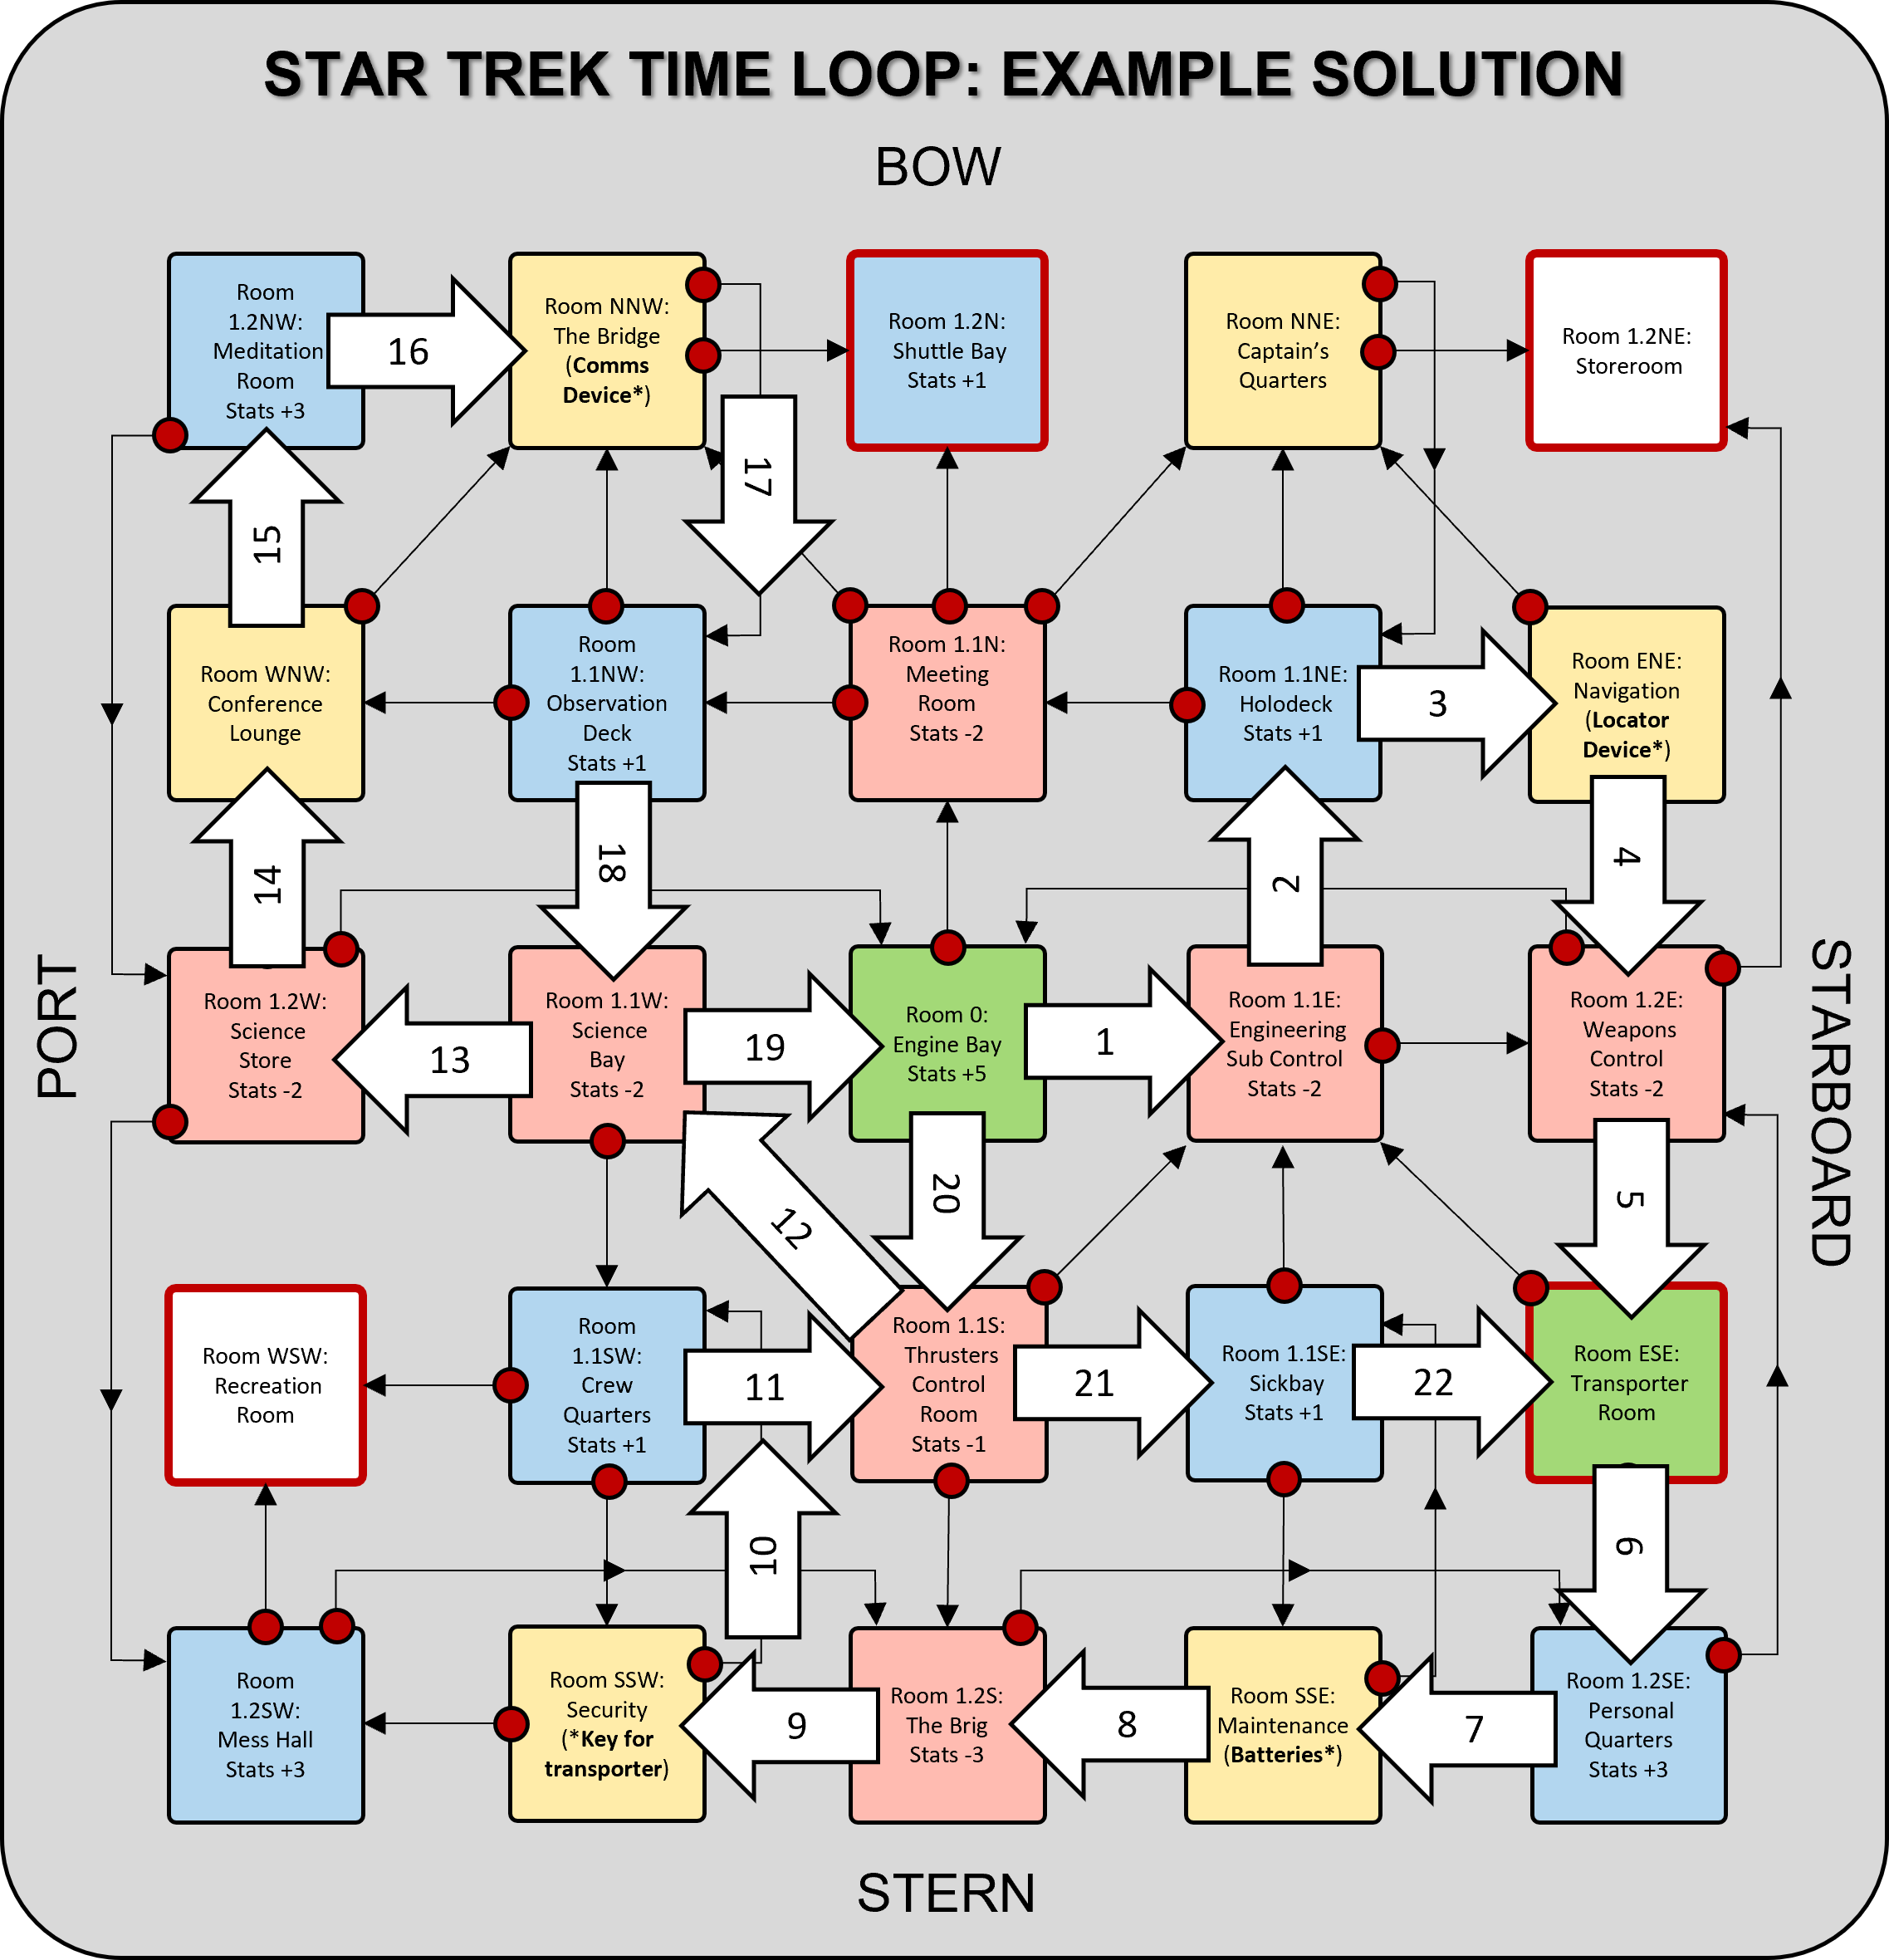 STAR TREK TIME LOOP: EXAMPLE SOLUTION
BOW
Room
1.2NW:
Meditation
Room
Stats +3
16
Room NNW:
The Bridge
(Comms
Device*)
Room 1.2N:
Shuttle Bay
Stats +1
Room NNE:
Captain's
Quarters
Room 1.2NE:
Storeroom
15
17
Room WNW:
Conference
Lounge
Room
1.1NW:
Observation
Deck
Stats +1
Room 1.1N:
Meeting
Room
Stats -2
Room 1.1NE:
Holodeck
Stats +1
3
Room ENE:
Navigation
(Locator
Device*)
14
18
2
4
PORT
Room 1.2W:
Science
Store
Stats -2
13
Room 1.1W:
Science
Bay
Stats -2
19
Room 0:
Engine Bay
Stats +5
1
Room 1.1E:
Engineering
Sub Control
Stats -2
Room 1.2E:
Weapons
Control
Stats -2
STARBOARD
12
20
5
Room WSW:
Recreation
Room
Room
1.1SW:
Crew
Quarters
Stats +1
11
Room 1.1S:
Thrusters
Control
Room
Stats -1
21
Room 1.1SE:
Sickbay
Stats +1
22
Room ESE:
Transporter
Room
10
6
Room
1.2SW:
Mess Hall
Stats +3
Room SSW:
Security
(*Key for
transporter)
9
Room 1.2S:
The Brig
Stats -3
8
Room SSE:
Maintenance
(Batteries*)
7
Room 1.2SE:
Personal
Quarters
Stats +3
STERN